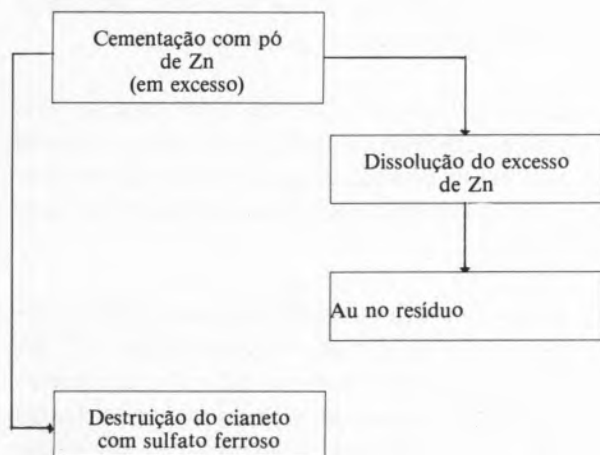 Cementação com pó
de Zn
(em excesso)
Dissolução do excesso
de Zn
Au no resíduo
Destruição do cianeto
com sulfato ferroso